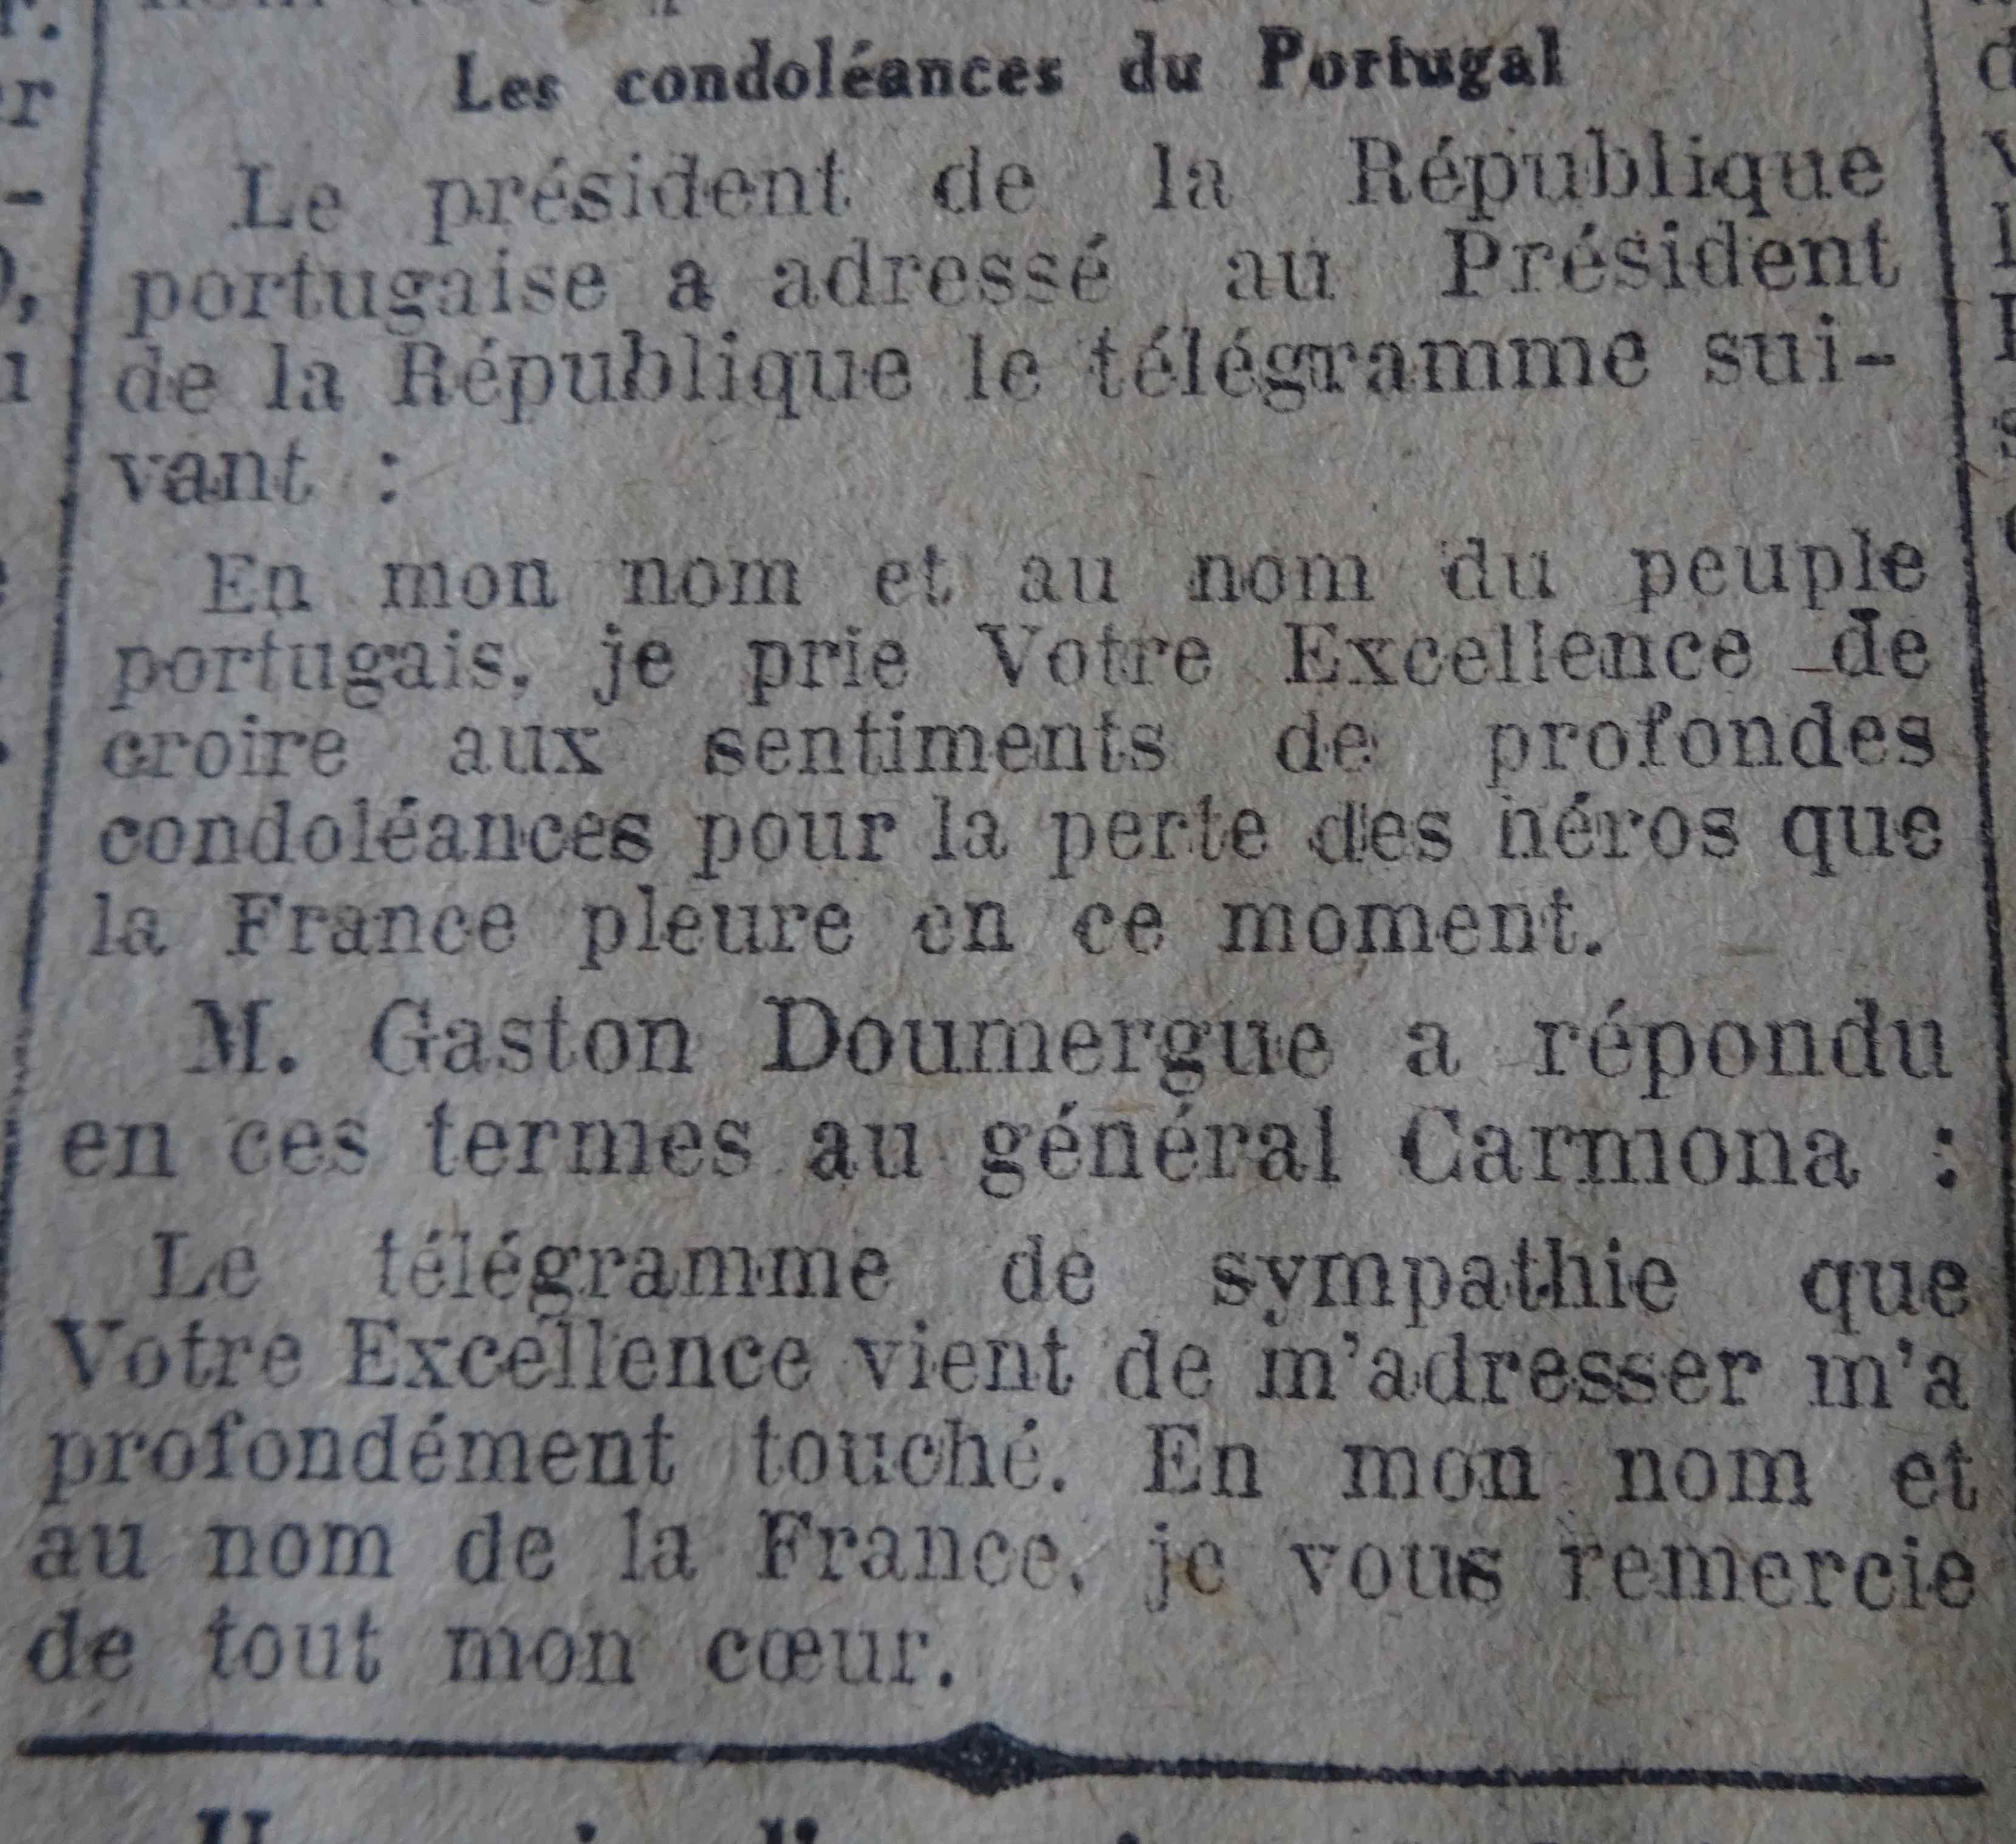 Les condoléances du Portugal
Le président de la République
portugaise a adressé au Président
de la République le télégramme sui-
vant :
En mon nom et au nom du peuple
portugais, je prie Votre Excellence de
croire aux sentiments de profondes
condoléances pour la perte des héros que
la France pleure en ce moment.
M. Gaston Doumergue a répondu
en ces termes au général Carmona :
Le télégramme de sympathie que
Votre Excellence vient de m'adresser m'a
profondément touché. En mon nom et
au nom de la France, je vous remercie
de tout mon cœur.